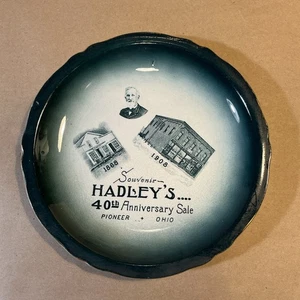 1868
1908
Souvenir
HADLEY'S....
40th Anniversary Sale
PIONEER • OHIO